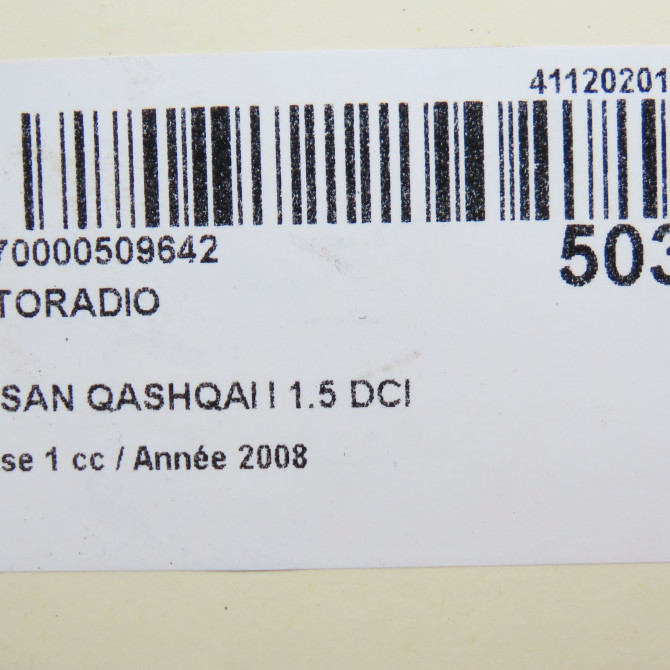 41120201
70000509642
503
TORADIO
SAN QASHQAI I 1.5 DCI
se 1 cc / Année 2008